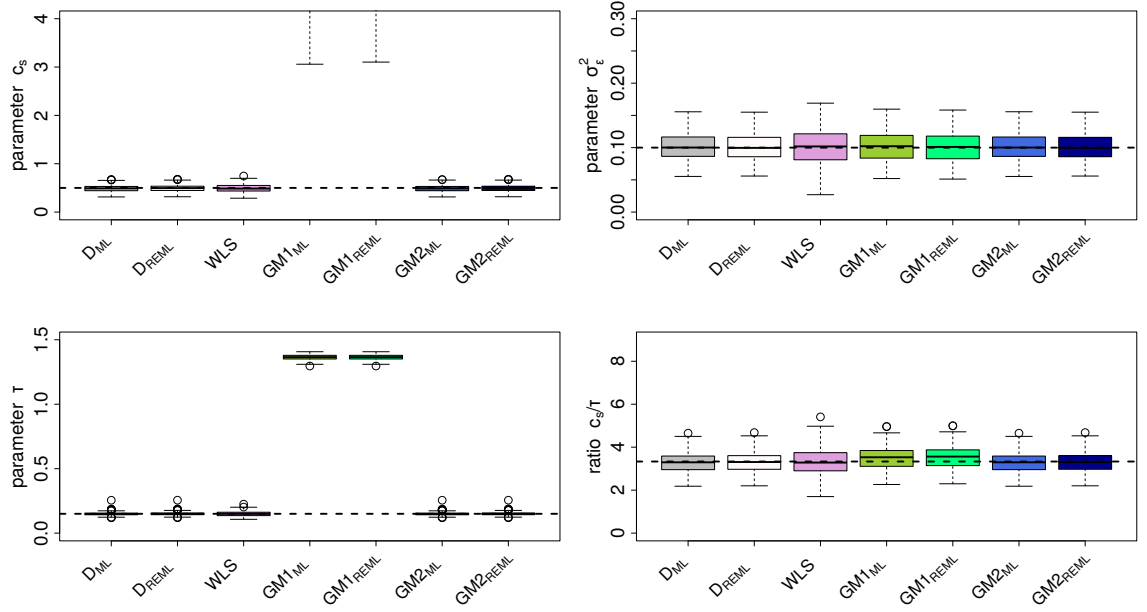 parameter c_s
4
3
2
1
0
D_ML
D_REML
WLS
GM1_ML
GM1_REML
GM2_ML
GM2_REML
parameter σ²_ε
0.30
0.20
0.10
0.00
D_ML
D_REML
WLS
GM1_ML
GM1_REML
GM2_ML
GM2_REML
parameter τ
1.5
1.0
0.5
0.0
D_ML
D_REML
WLS
GM1_ML
GM1_REML
GM2_ML
GM2_REML
ratio c_s/τ
8
6
4
2
0
D_ML
D_REML
WLS
GM1_ML
GM1_REML
GM2_ML
GM2_REML